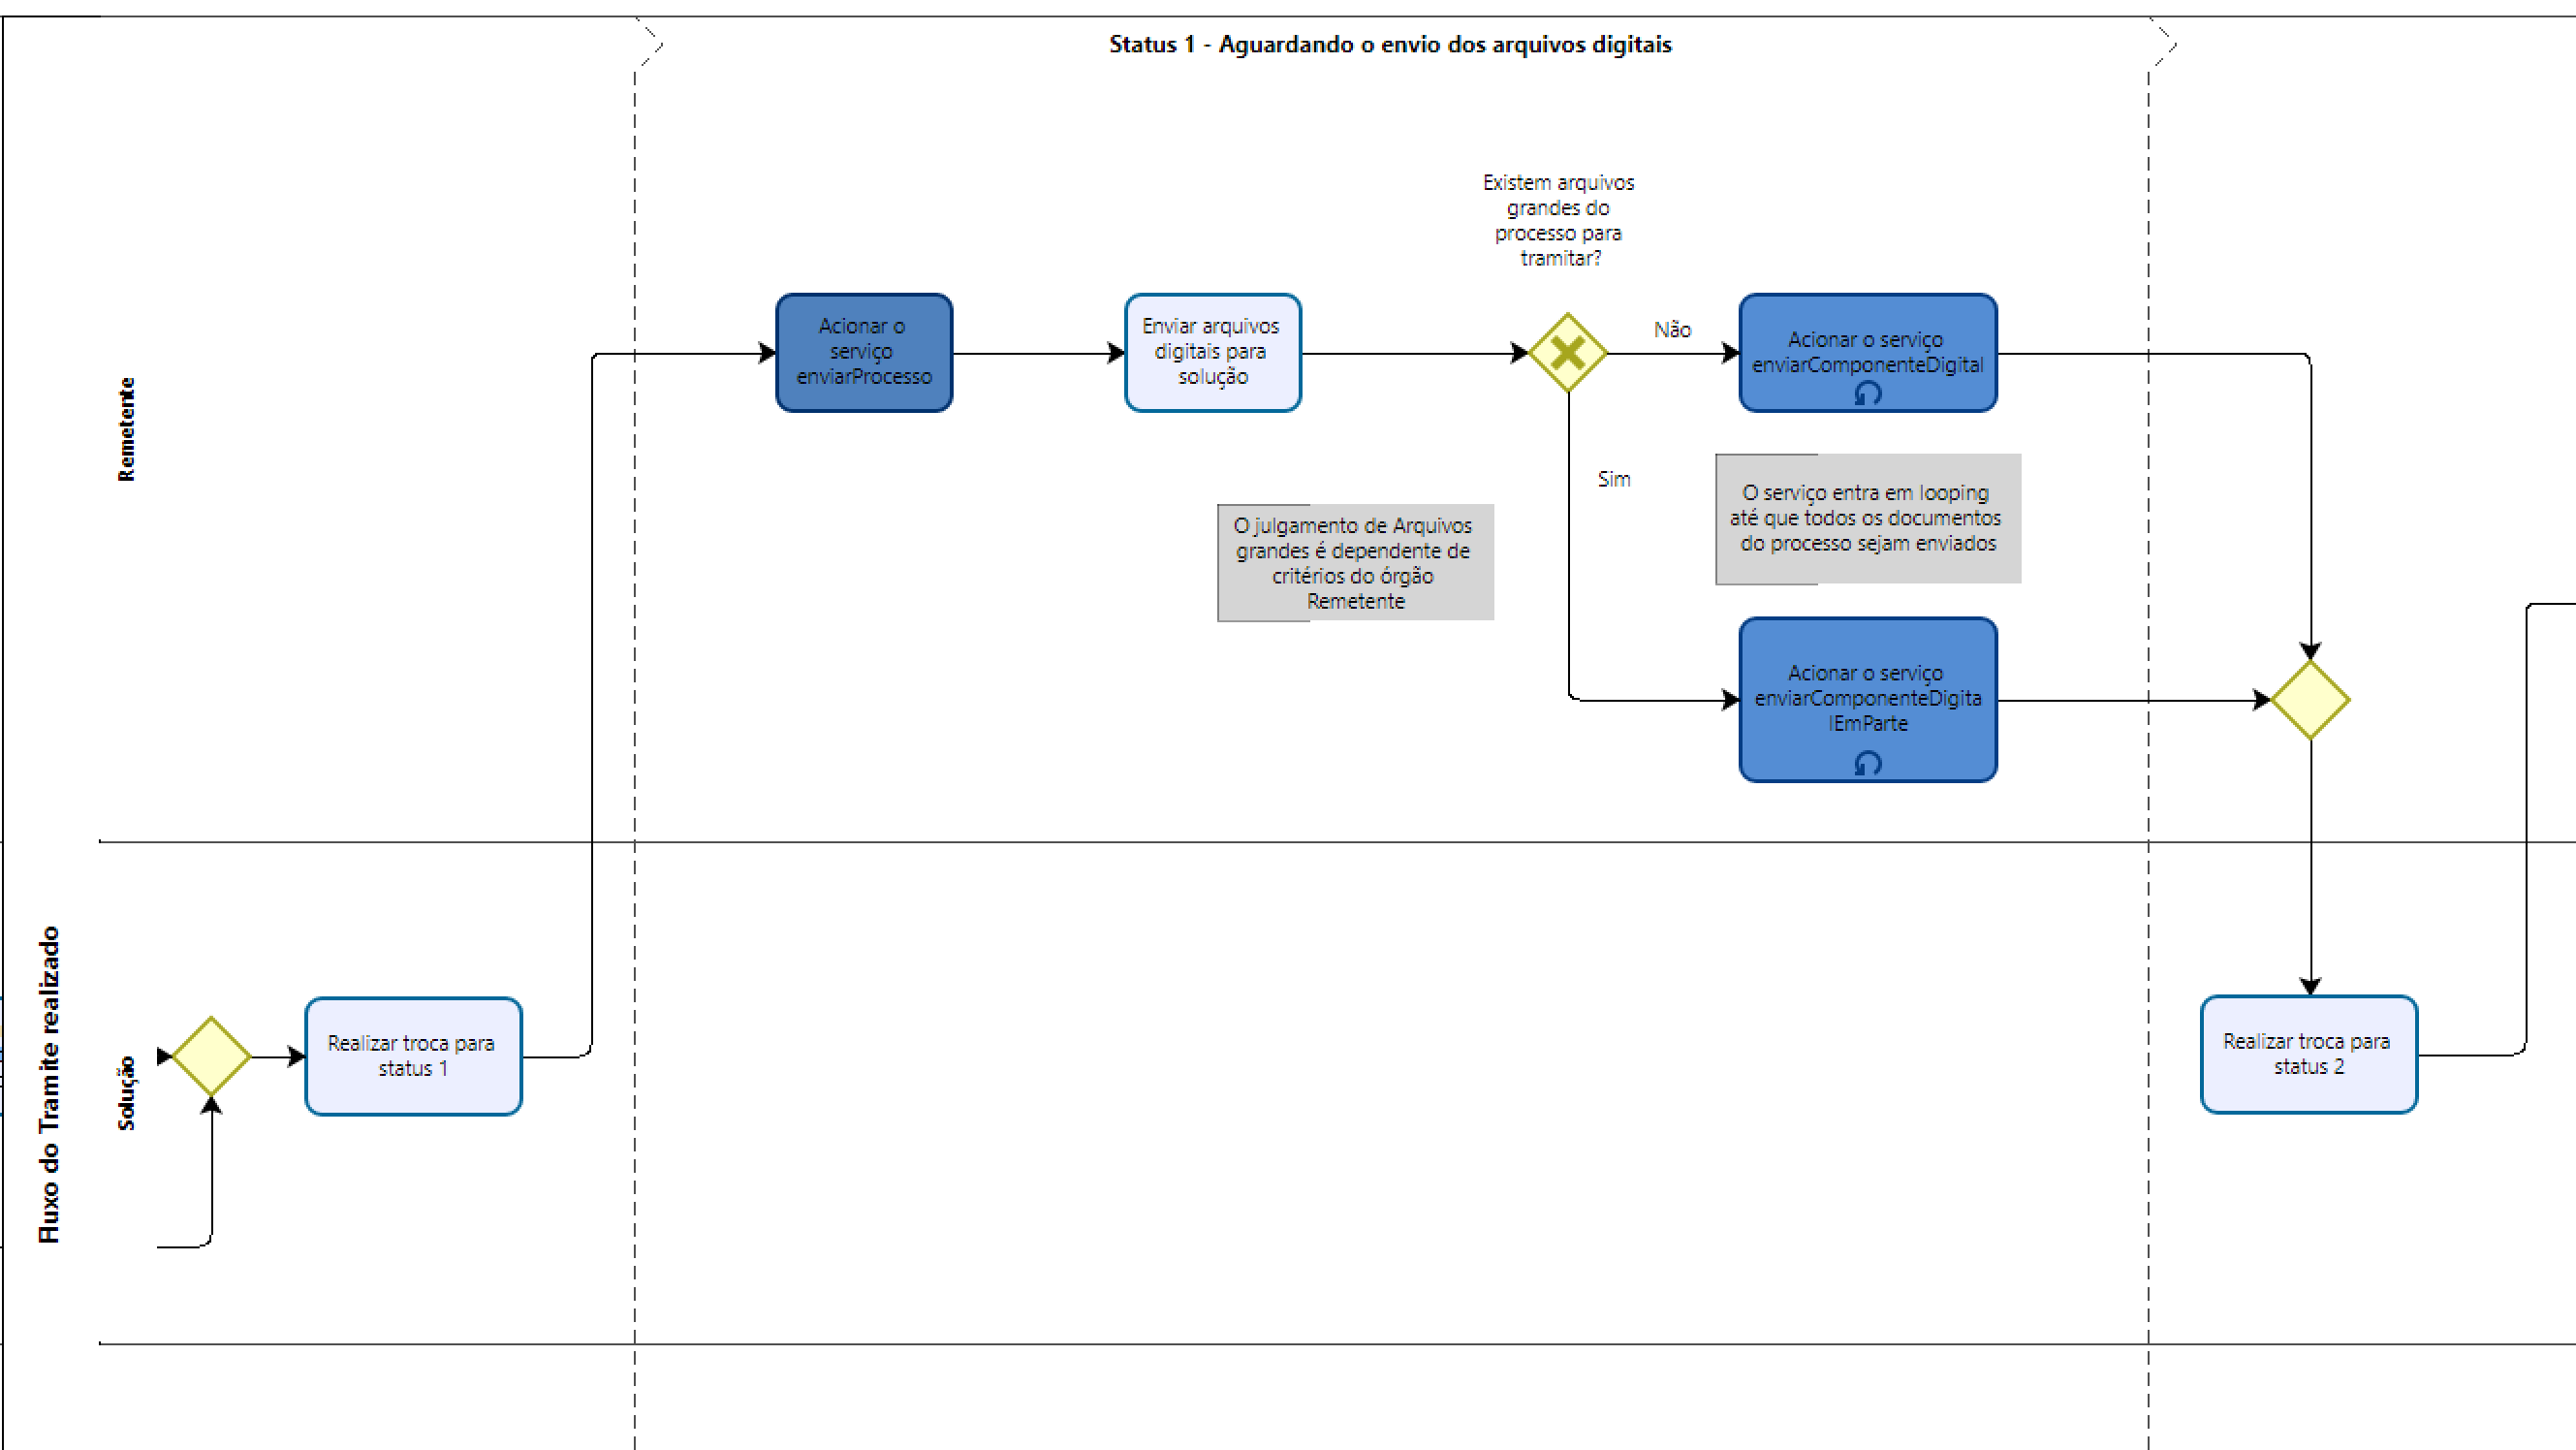 Status 1 - Aguardando o envio dos arquivos digitais
Existem arquivos
grandes do
processo para
tramitar?
Remetente
Acionar o
serviço
enviarProcesso
Enviar arquivos
digitais para
solução
Não
Acionar o serviço
enviarComponenteDigital
Sim
O serviço entra em looping
até que todos os documentos
do processo sejam enviados
O julgamento de Arquivos
grandes é dependente de
critérios do órgão
Remetente
Acionar o serviço
enviarComponenteDigita
lEmParte
Fluxo do Tramite realizado
Solução
Realizar troca para
status 1
Realizar troca para
status 2